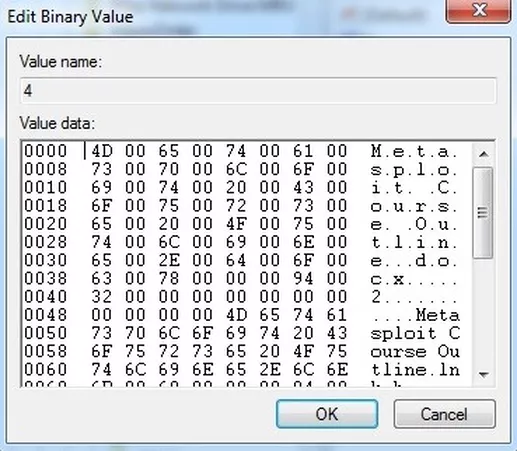 Edit Binary Value
Value name:
4
Value data:
0000 4D 00 65 00 74 00 61 00 M.e.t.a.
0008 73 00 70 00 6C 00 6F 00 s.p.l.o.
0010 69 00 74 00 20 00 43 00 i.t. .C.
0018 6F 00 75 00 72 00 73 00 o.u.r.s.
0020 65 00 20 00 4F 00 75 00 e. .O.u.
0028 74 00 6C 00 69 00 6E 00 t.l.i.n.
0030 65 00 2E 00 64 00 6F 00 e...d.o.
0038 63 00 78 00 00 00 94 00 c.x.....
0040 32 00 00 00 00 00 00 00 2.......
0048 00 00 00 00 4D 65 74 61 ....Meta
0050 73 70 6C 6F 69 74 20 43 sploit C
0058 6F 75 72 73 65 20 4F 75 ourse Ou
0060 74 6C 69 6E 65 2E 6C 6E tline.ln
OK Cancel